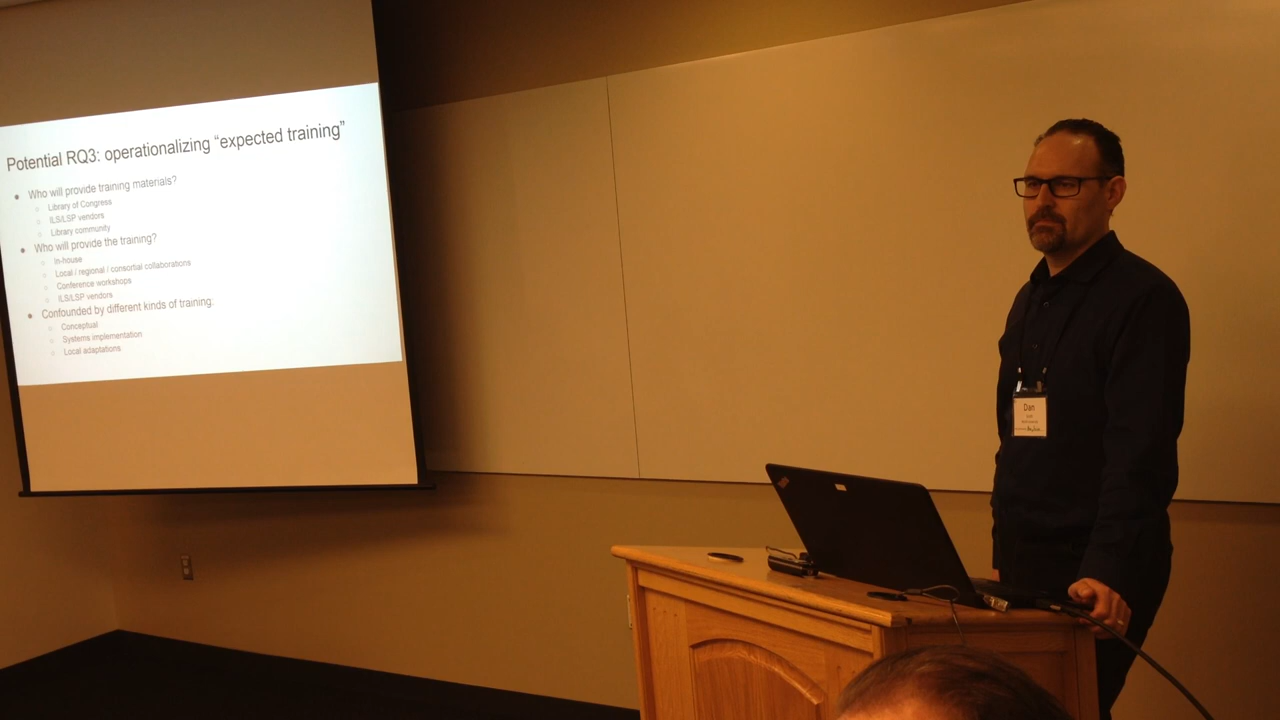 Potential RQ3: operationalizing “expected training”
● Who will provide training materials?
○ Library of Congress
○ ILS/LSP vendors
○ Library community
● Who will provide the training?
○ In-house
○ Local / regional / consortial collaborations
○ Conference workshops
○ ILS/LSP vendors
● Confounded by different kinds of training:
○ Conceptual
○ Systems implementation
○ Local adaptations
Dan